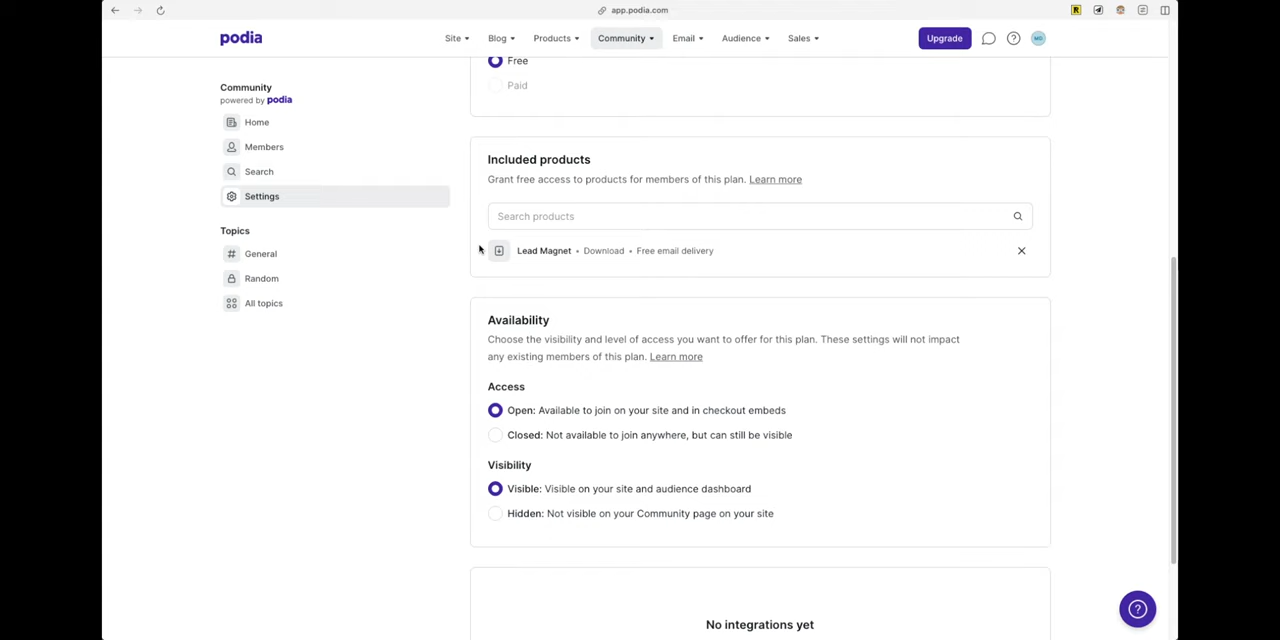 app.podia.com
podia
Site
Blog
Products
Community
Email
Audience
Sales
Upgrade
MD
Community
powered by podia
Home
Members
Search
Settings
Topics
General
Random
All topics
Free
Paid
Included products
Grant free access to products for members of this plan. Learn more
Search products
Lead Magnet • Download • Free email delivery
Availability
Choose the visibility and level of access you want to offer for this plan. These settings will not impact
any existing members of this plan. Learn more
Access
Open: Available to join on your site and in checkout embeds
Closed: Not available to join anywhere, but can still be visible
Visibility
Visible: Visible on your site and audience dashboard
Hidden: Not visible on your Community page on your site
No integrations yet